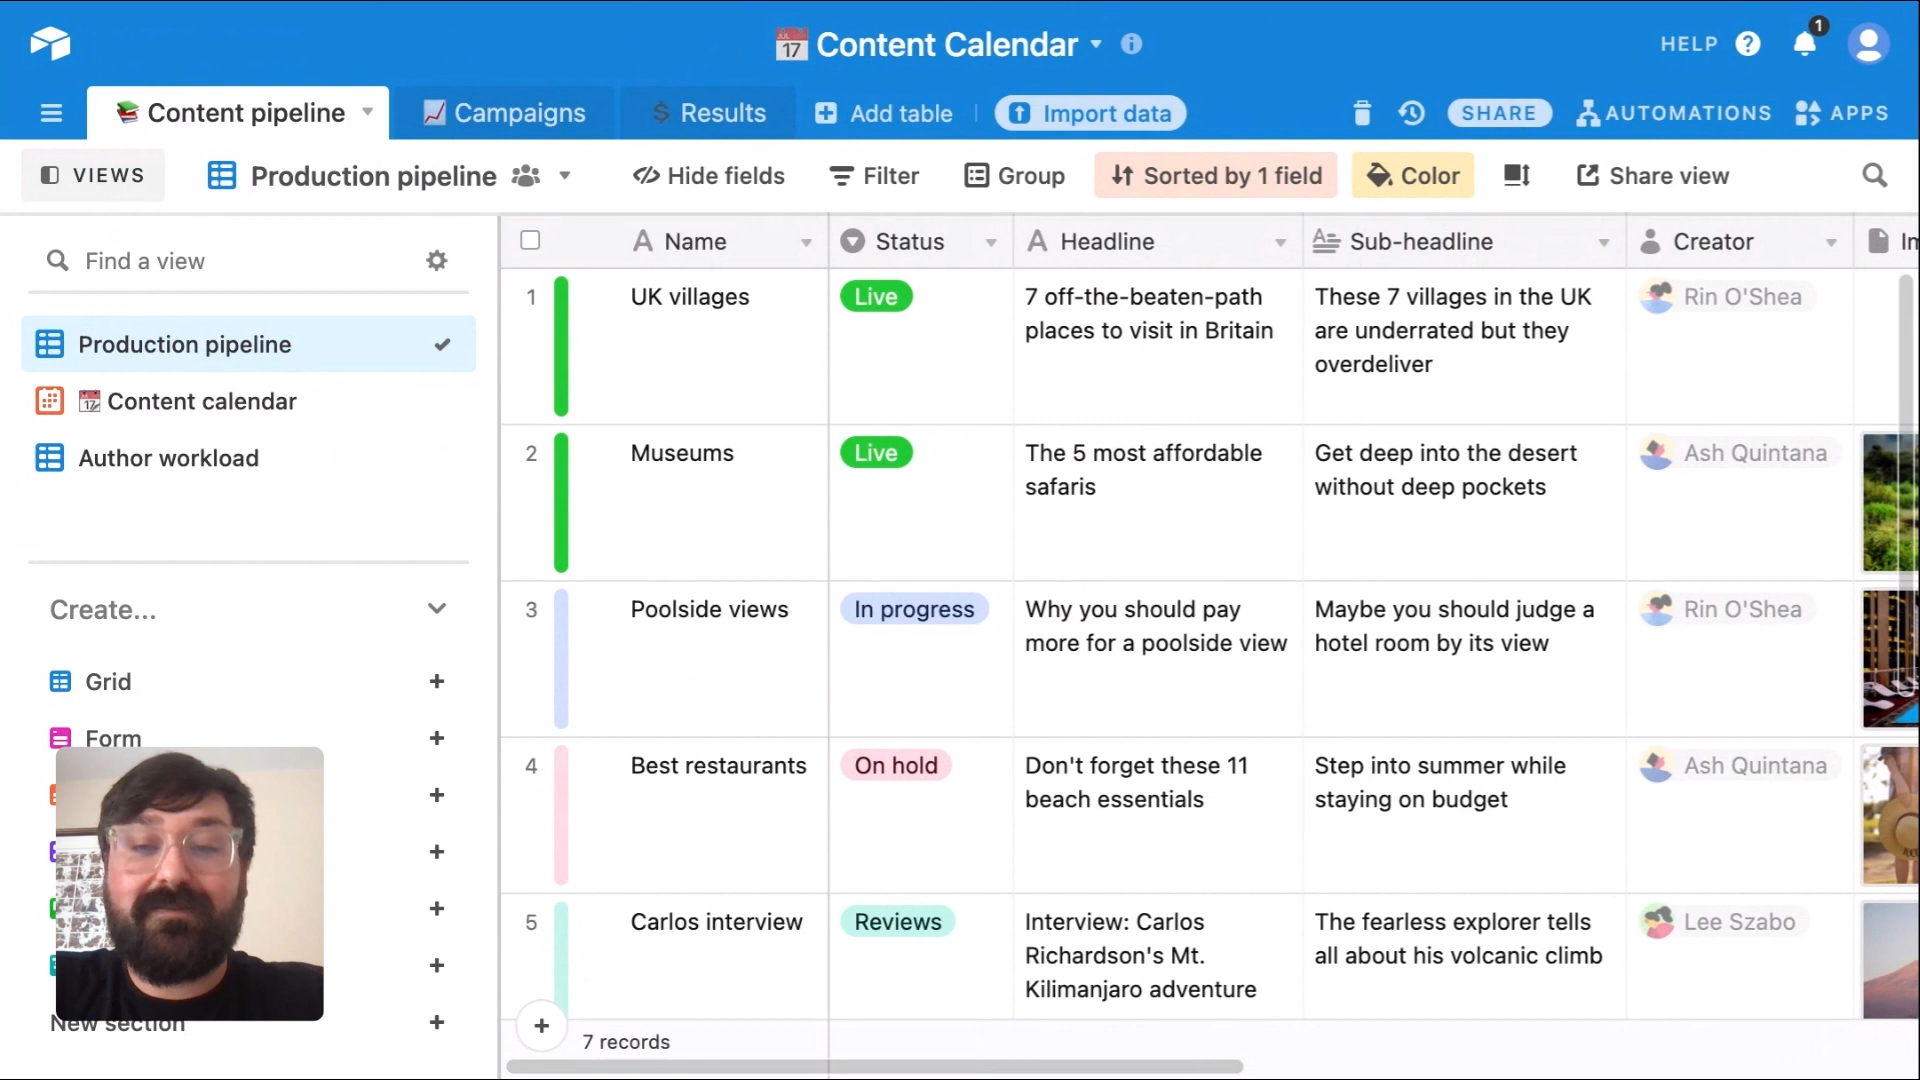 17 Content Calendar
HELP ? 1
Content pipeline Campaigns $ Results Add table Import data SHARE AUTOMATIONS APPS
VIEWS Production pipeline Hide fields Filter Group Sorted by 1 field Color Share view
Find a view
Production pipeline
17 Content calendar
Author workload
Create...
Grid
Form
New section
Name Status Headline Sub-headline Creator
1 UK villages Live 7 off-the-beaten-path
places to visit in Britain
These 7 villages in the UK
are underrated but they
overdeliver
Rin O'Shea
2 Museums Live The 5 most affordable
safaris
Get deep into the desert
without deep pockets
Ash Quintana
3 Poolside views In progress Why you should pay
more for a poolside view
Maybe you should judge a
hotel room by its view
Rin O'Shea
4 Best restaurants On hold Don't forget these 11
beach essentials
Step into summer while
staying on budget
Ash Quintana
5 Carlos interview Reviews Interview: Carlos
Richardson's Mt.
Kilimanjaro adventure
The fearless explorer tells
all about his volcanic climb
Lee Szabo
7 records